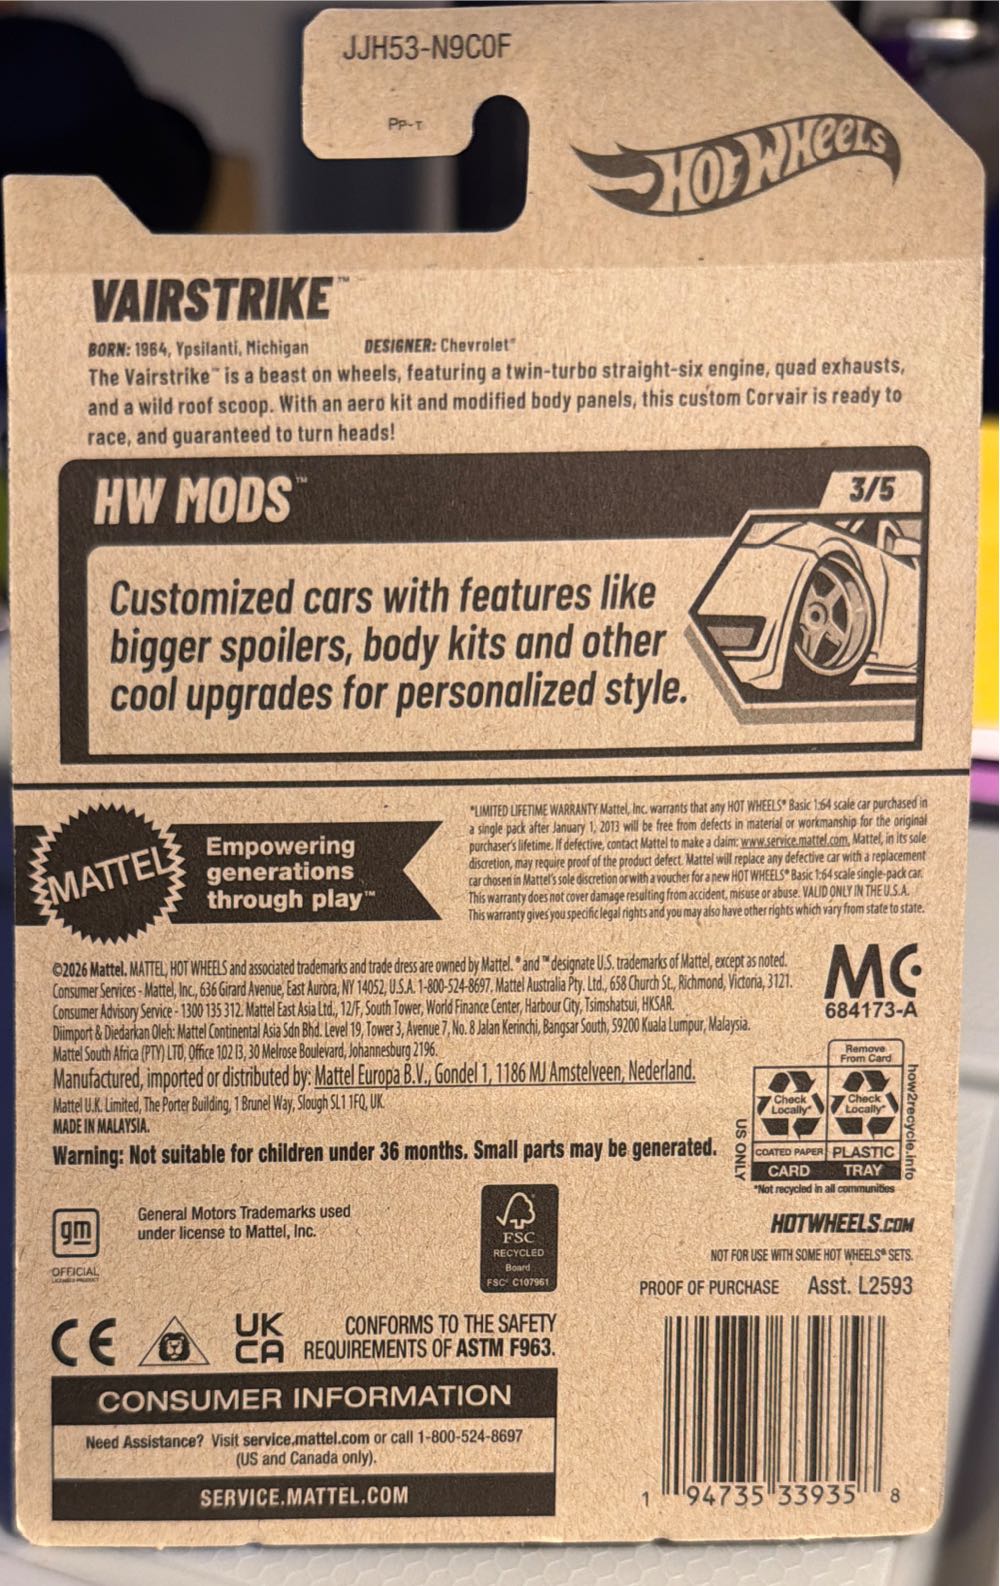 JJH53-N9C0F
PP-T
HOT WHEELS
VAIRSTRIKE™
BORN: 1964, Ypsilanti, Michigan DESIGNER: Chevrolet®
The Vairstrike™ is a beast on wheels, featuring a twin-turbo straight-six engine, quad exhausts,
and a wild roof scoop. With an aero kit and modified body panels, this custom Corvair is ready to
race, and guaranteed to turn heads!
HW MODS™
3/5
Customized cars with features like
bigger spoilers, body kits and other
cool upgrades for personalized style.
MATTEL
Empowering
generations
through play™
*LIMITED LIFETIME WARRANTY Mattel, Inc. warrants that any HOT WHEELS® Basic 1:64 scale car purchased in
a single pack after January 1, 2013 will be free from defects in material or workmanship for the original
purchaser's lifetime. If defective, contact Mattel to make a claim: www.service.mattel.com. Mattel, in its sole
discretion, may require proof of the product defect. Mattel will replace any defective car with a replacement
car chosen in Mattel's sole discretion or with a voucher for a new HOT WHEELS® Basic 1:64 scale single-pack car.
This warranty does not cover damage resulting from accident, misuse or abuse. VALID ONLY IN THE U.S.A.
This warranty gives you specific legal rights and you may also have other rights which vary from state to state.
©2026 Mattel. MATTEL, HOT WHEELS and associated trademarks and trade dress are owned by Mattel. ® and ™ designate U.S. trademarks of Mattel, except as noted.
Consumer Services - Mattel, Inc., 636 Girard Avenue, East Aurora, NY 14052, U.S.A. 1-800-524-8697. Mattel Australia Pty. Ltd., 658 Church St., Richmond, Victoria, 3121.
Consumer Advisory Service - 1300 135 312. Mattel East Asia Ltd., 12/F, South Tower, World Finance Center, Harbour City, Tsimshatsui, HKSAR.
Diimport & Diedarkan Oleh: Mattel Continental Asia Sdn Bhd. Level 19, Tower 3, Avenue 7, No. 8 Jalan Kerinchi, Bangsar South, 59200 Kuala Lumpur, Malaysia.
Mattel South Africa (PTY) LTD, Office 102 I3, 30 Melrose Boulevard, Johannesburg 2196.
Manufactured, imported or distributed by: Mattel Europa B.V., Gondel 1, 1186 MJ Amstelveen, Nederland.
Mattel U.K. Limited, The Porter Building, 1 Brunel Way, Slough SL1 1FQ, UK.
MADE IN MALAYSIA.
Warning: Not suitable for children under 36 months. Small parts may be generated.
MC
684173-A
Remove
From Card
Check
Locally*
Check
Locally*
COATED PAPER
PLASTIC
CARD
TRAY
US ONLY
how2recycle.info
*Not recycled in all communities
gm
OFFICIAL
LICENSED PRODUCT
General Motors Trademarks used
under license to Mattel, Inc.
FSC
RECYCLED
Board
FSC® C107961
HOTWHEELS.COM
NOT FOR USE WITH SOME HOT WHEELS® SETS.
PROOF OF PURCHASE Asst. L2593
CE
UK
CA
CONFORMS TO THE SAFETY
REQUIREMENTS OF ASTM F963.
CONSUMER INFORMATION
Need Assistance? Visit service.mattel.com or call 1-800-524-8697
(US and Canada only).
SERVICE.MATTEL.COM
1 94735 33935 8